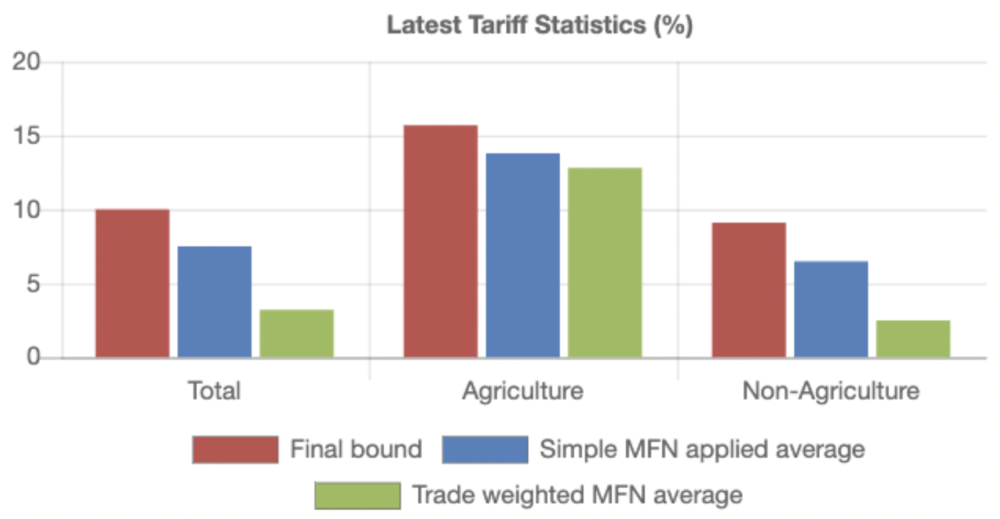 Latest Tariff Statistics (%)
20
15
10
5
0
Total Agriculture Non-Agriculture
Final bound Simple MFN applied average
Trade weighted MFN average